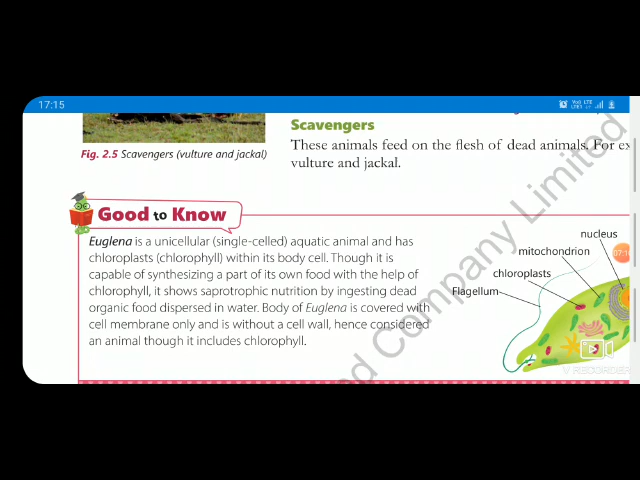 17:15
Scavengers
These animals feed on the flesh of dead animals. For ex
vulture and jackal.
Fig. 2.5 Scavengers (vulture and jackal)
Good to Know
Euglena is a unicellular (single-celled) aquatic animal and has
chloroplasts (chlorophyll) within its body cell. Though it is
capable of synthesizing a part of its own food with the help of
chlorophyll, it shows saprotrophic nutrition by ingesting dead
organic food dispersed in water. Body of Euglena is covered with
cell membrane only and is without a cell wall, hence considered
an animal though it includes chlorophyll.
nucleus
mitochondrion
chloroplasts
Flagellum
Company Limited
V RECORDER